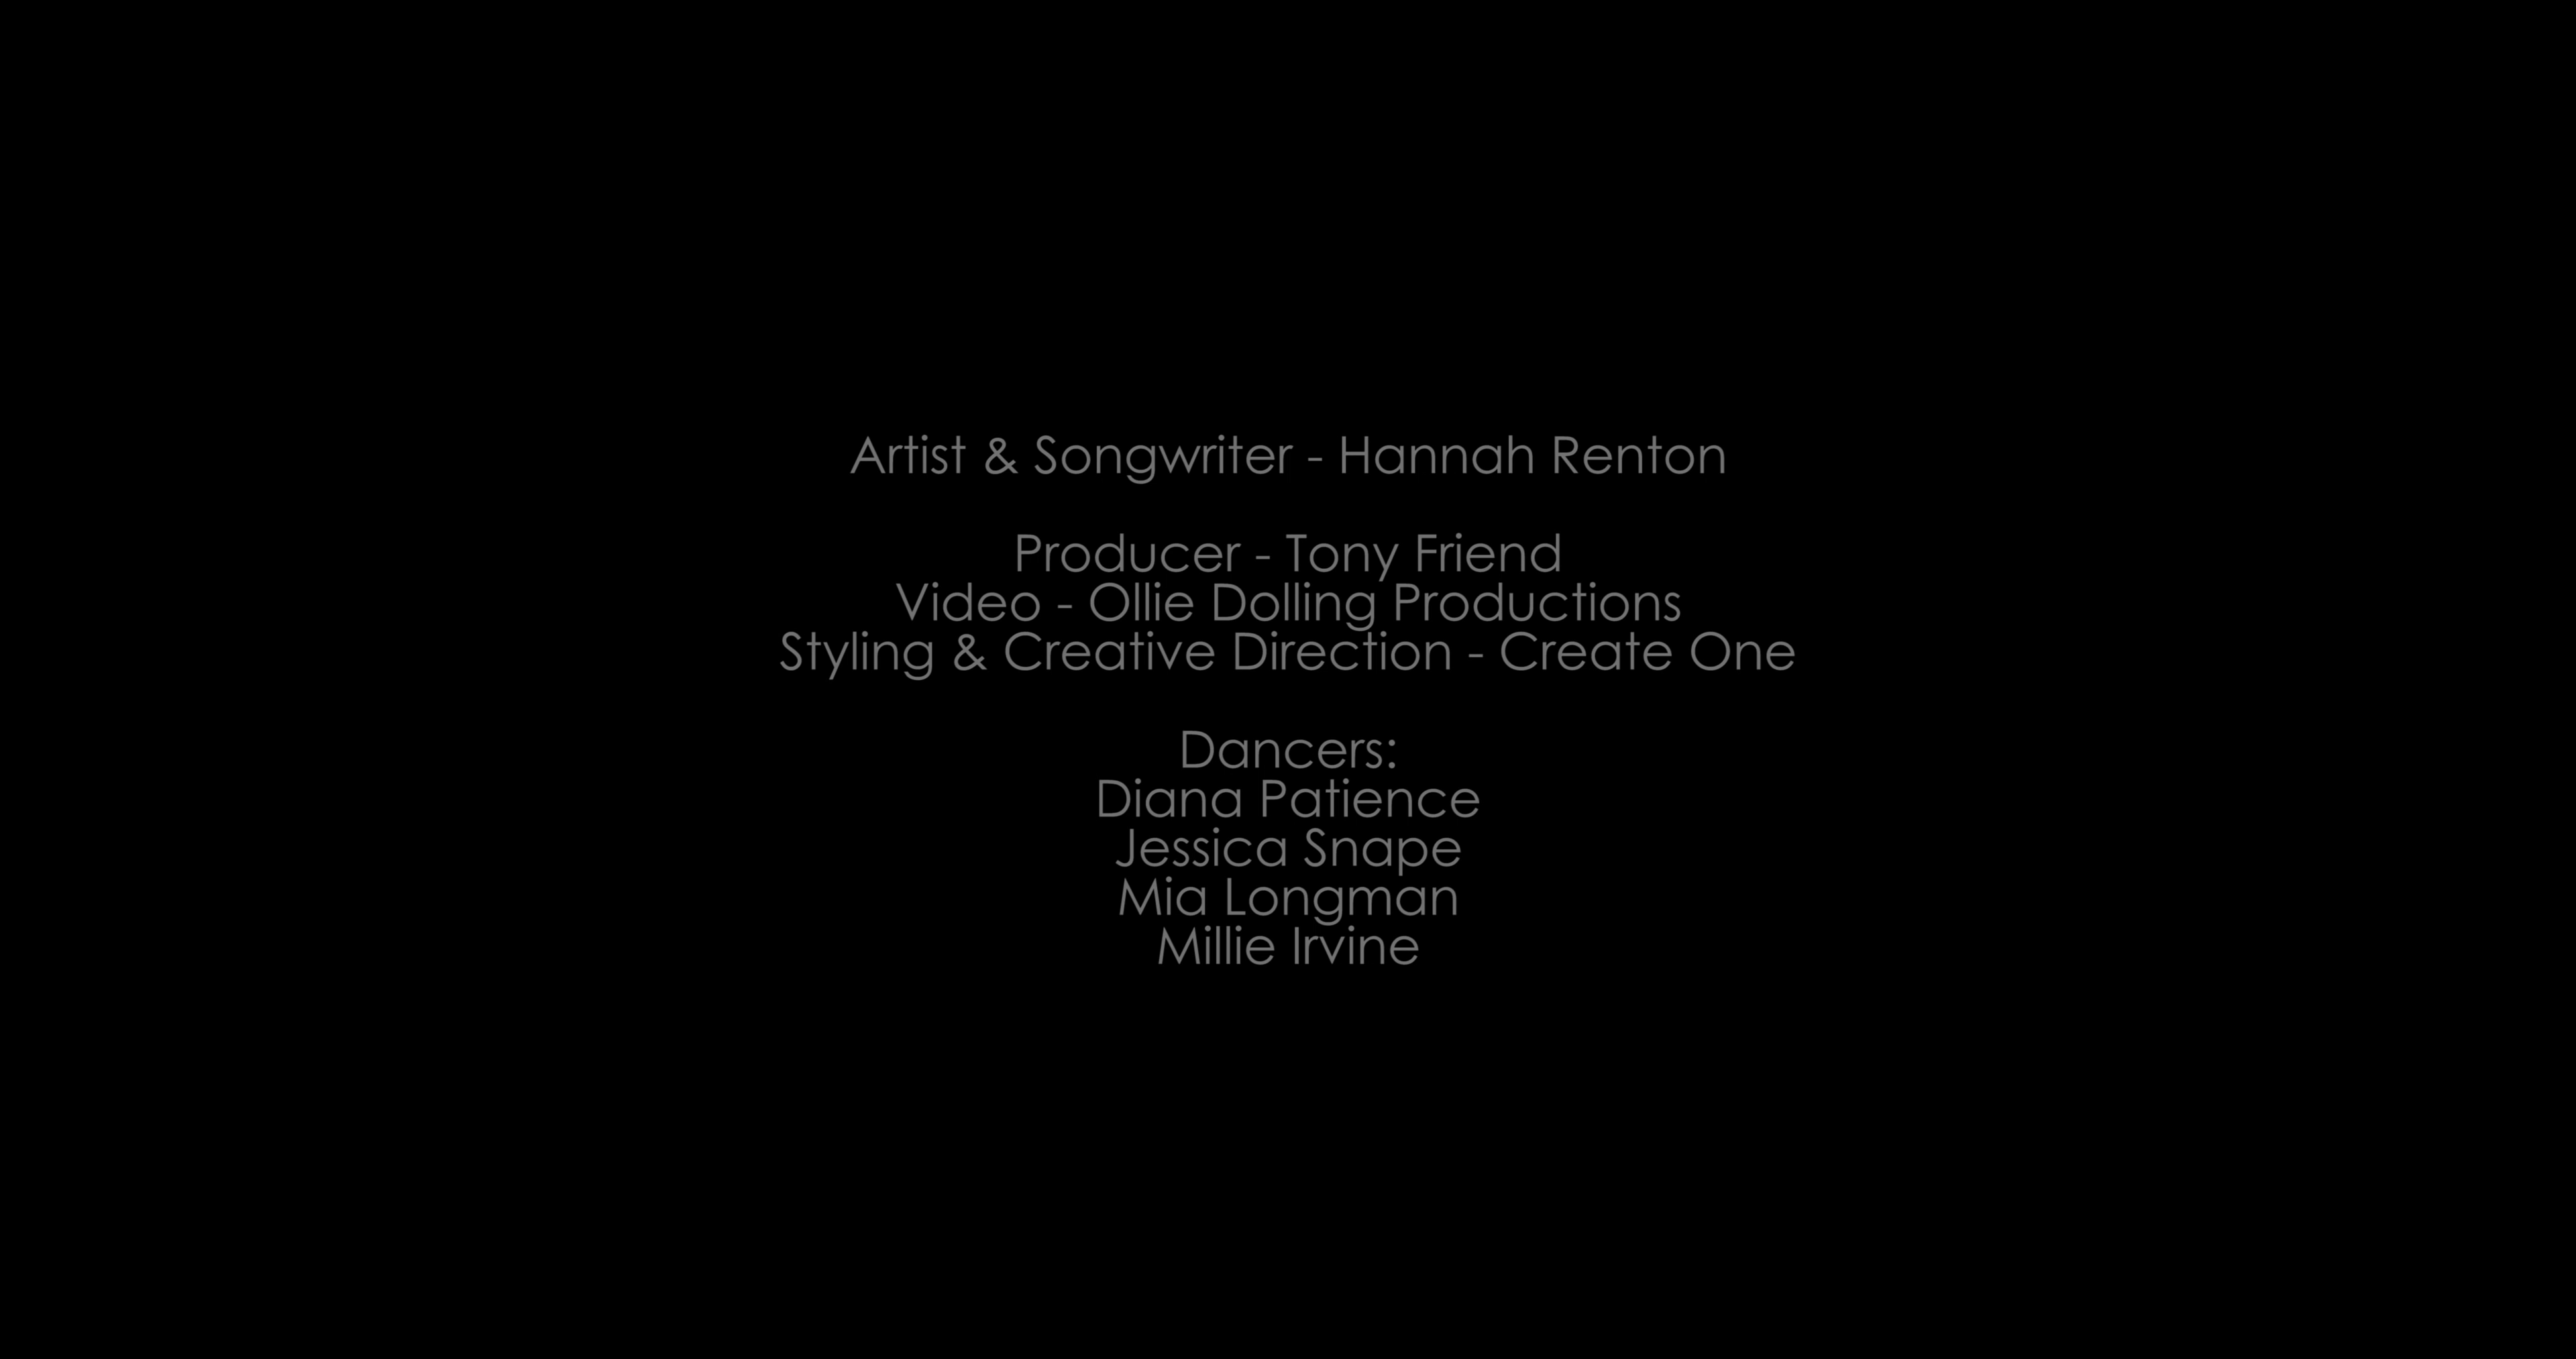 Artist & Songwriter - Hannah Renton
Producer - Tony Friend
Video - Ollie Dolling Productions
Styling & Creative Direction - Create One
Dancers:
Diana Patience
Jessica Snape
Mia Longman
Millie Irvine